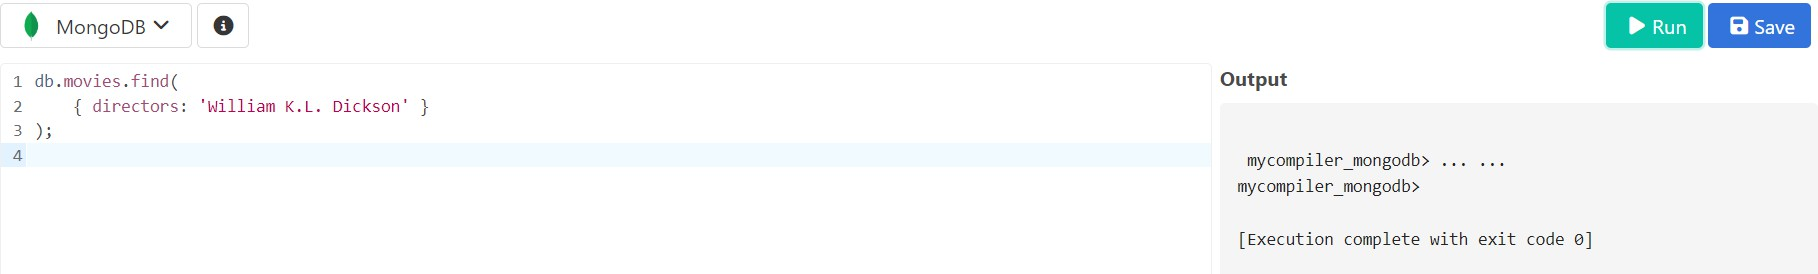 MongoDB
Run
Save
1 db.movies.find(
2     { directors: 'William K.L. Dickson' }
3 );
4
Output
mycompiler_mongodb> ... ...
mycompiler_mongodb>
[Execution complete with exit code 0]